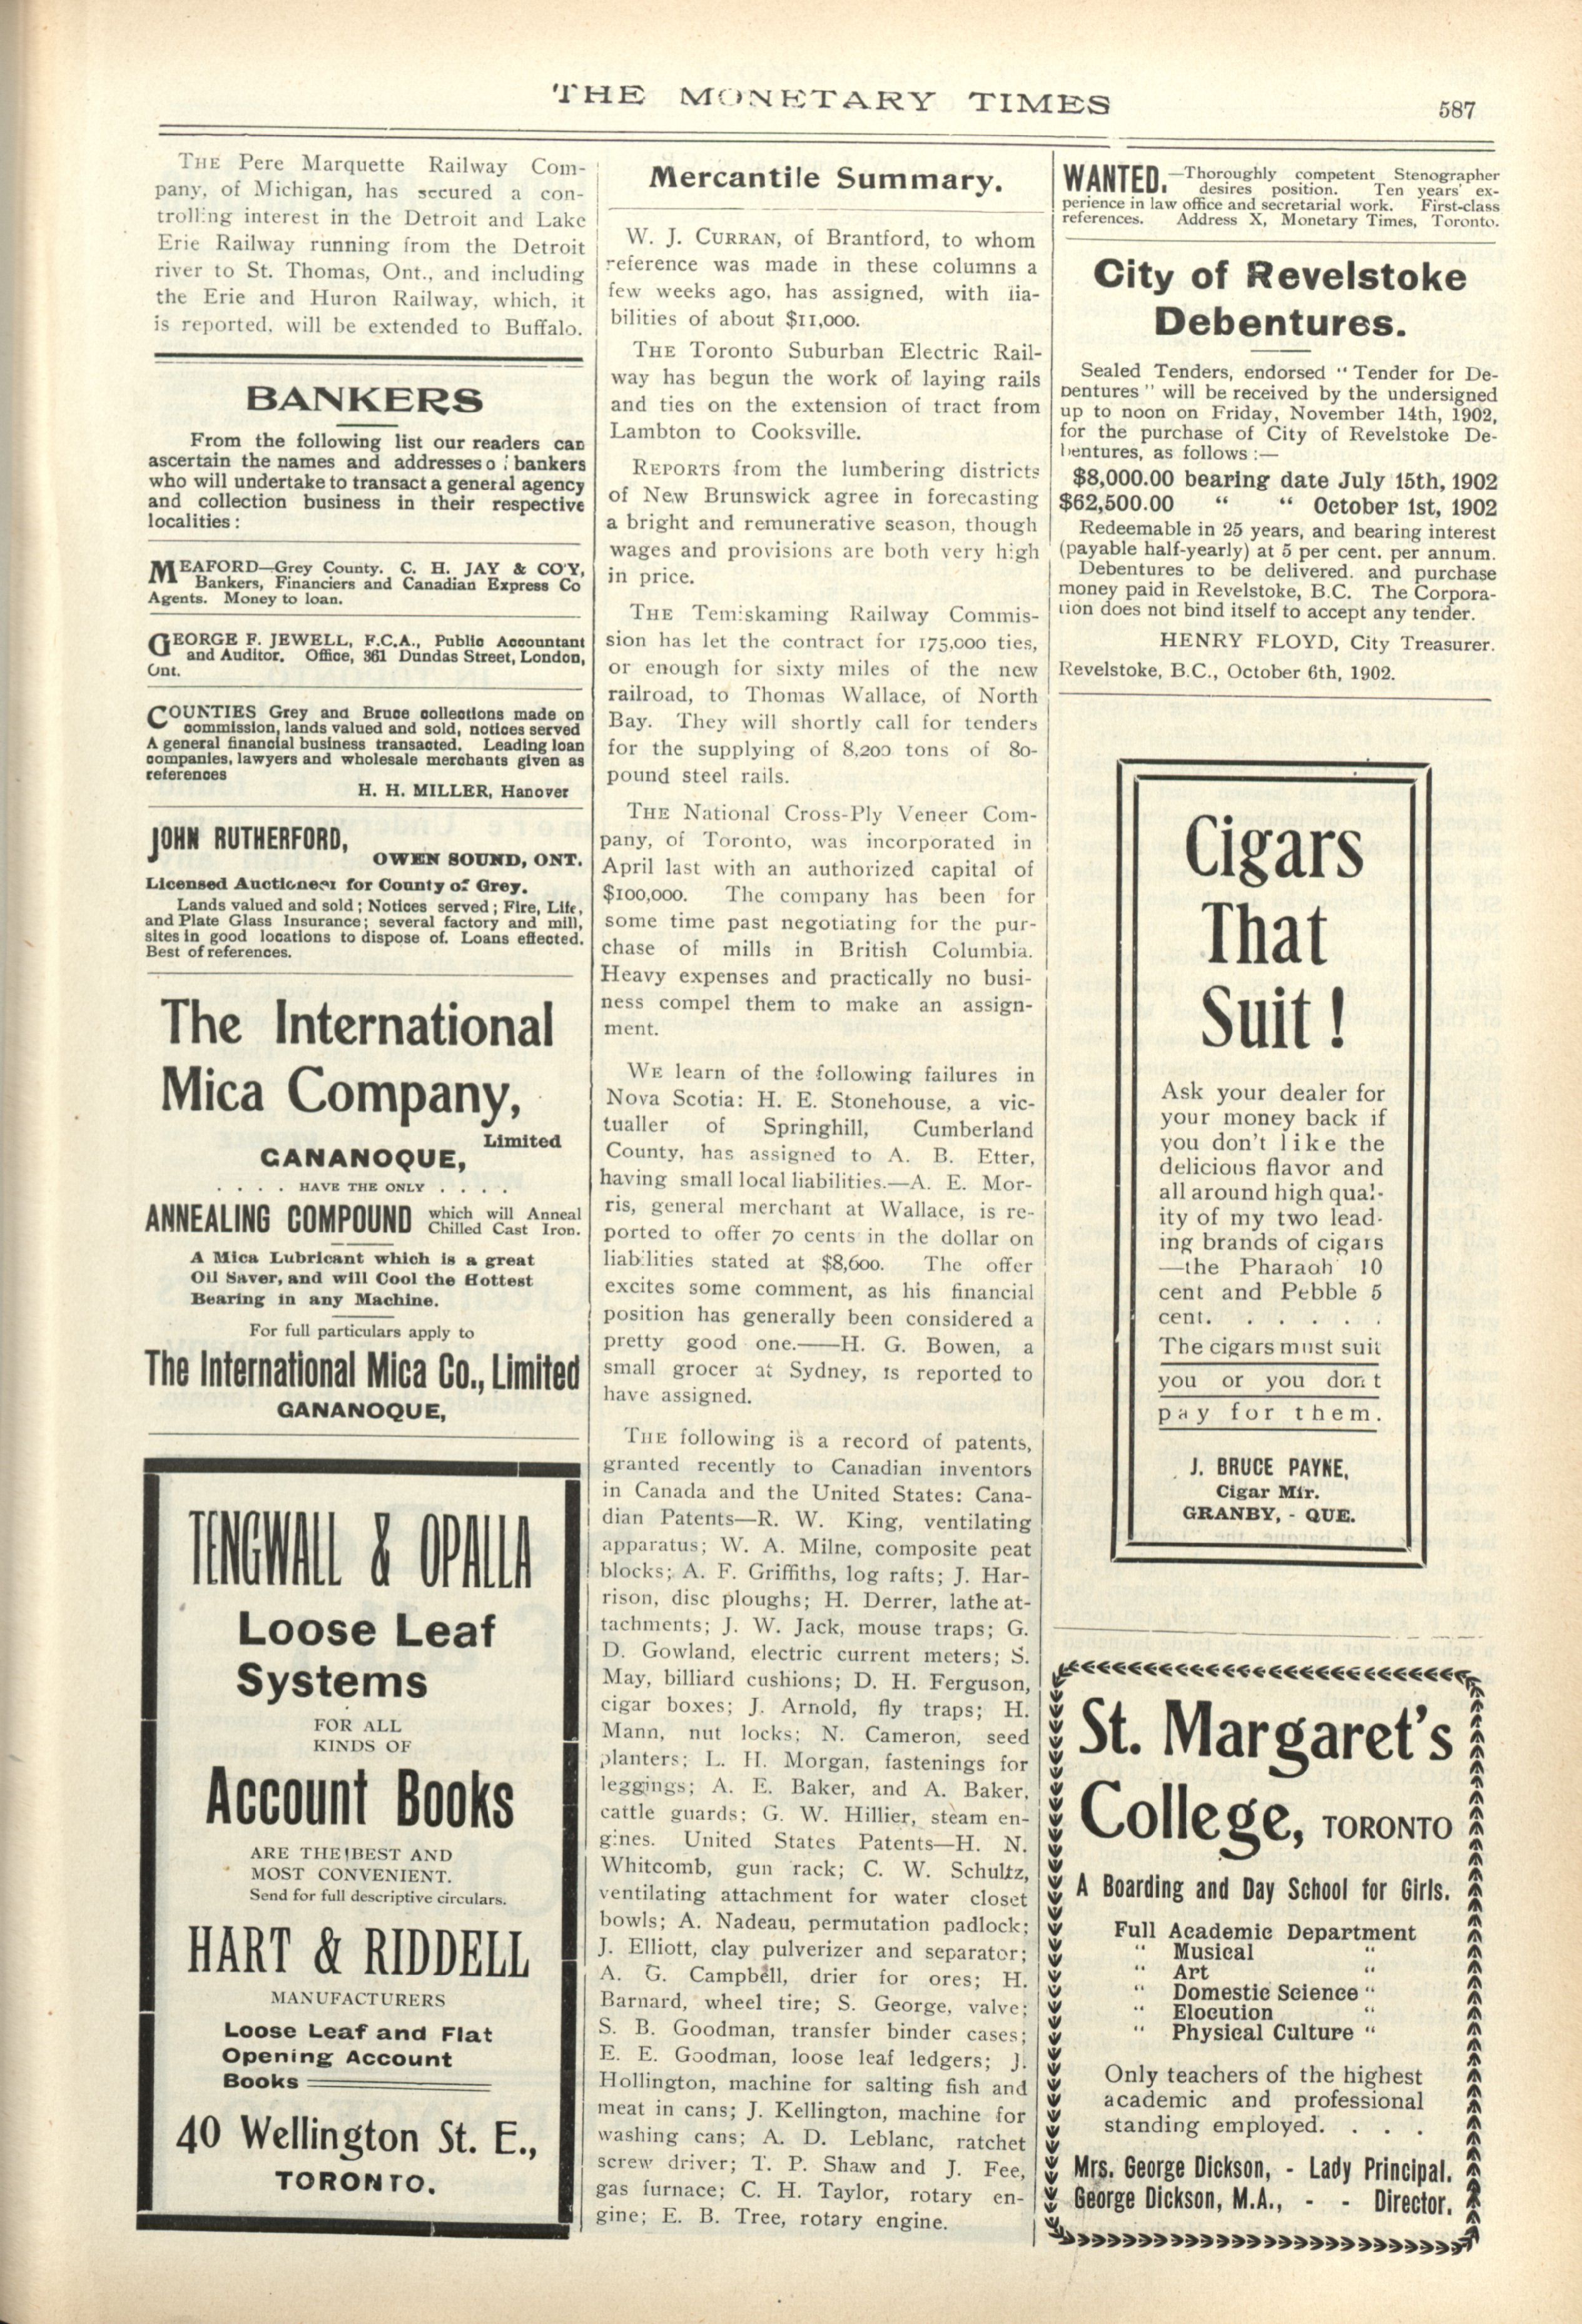 THE MONETARY TIMES
587
THE Pere Marquette Railway Com-
pany, of Michigan, has secured a con-
trolling interest in the Detroit and Lake
Erie Railway running from the Detroit
river to St. Thomas, Ont., and including
the Erie and Huron Railway, which, it
is reported, will be extended to Buffalo.
BANKERS
From the following list our readers can
ascertain the names and addresses o bankers
who will undertake to transact a general agency
and collection business in their respective
localities:
MEAFORD—Grey County. C. H. JAY & CO'Y,
Bankers, Financiers and Canadian Express Co
Agents. Money to loan.
GEORGE F. JEWELL, F.C.A., Public Accountant
and Auditor. Office, 361 Dundas Street, London,
Ont.
COUNTIES Grey and Bruce collections made on
commission, lands valued and sold, notices served
A general financial business transacted. Leading loan
companies, lawyers and wholesale merchants given as
references
H. H. MILLER, Hanover
JOHN RUTHERFORD,
OWEN SOUND, ONT.
Licensed Auctioneer for County of Grey.
Lands valued and sold; Notices served; Fire, Life,
and Plate Glass Insurance; several factory and mill,
sites in good locations to dispose of. Loans effected.
Best of references.
The International
Mica Company,
Limited
GANANOQUE,
. . . . HAVE THE ONLY . . . .
ANNEALING COMPOUND which will Anneal
Chilled Cast Iron.
A Mica Lubricant which is a great
Oil Saver, and will Cool the Hottest
Bearing in any Machine.
For full particulars apply to
The International Mica Co., Limited
GANANOQUE,
TENGWALL & OPALLA
Loose Leaf
Systems
FOR ALL
KINDS OF
Account Books
ARE THE BEST AND
MOST CONVENIENT.
Send for full descriptive circulars.
HART & RIDDELL
MANUFACTURERS
Loose Leaf and Flat
Opening Account
Books
40 Wellington St. E.,
TORONTO.
Mercantile Summary.
W. J. CURRAN, of Brantford, to whom
reference was made in these columns a
few weeks ago, has assigned, with lia-
bilities of about $11,000.
THE Toronto Suburban Electric Rail-
way has begun the work of laying rails
and ties on the extension of tract from
Lambton to Cooksville.
REPORTS from the lumbering districts
of New Brunswick agree in forecasting
a bright and remunerative season, though
wages and provisions are both very high
in price.
THE Temiskaming Railway Commis-
sion has let the contract for 175,000 ties,
or enough for sixty miles of the new
railroad, to Thomas Wallace, of North
Bay. They will shortly call for tenders
for the supplying of 8,200 tons of 80-
pound steel rails.
THE National Cross-Ply Veneer Com-
pany, of Toronto, was incorporated in
April last with an authorized capital of
$100,000. The company has been for
some time past negotiating for the pur-
chase of mills in British Columbia.
Heavy expenses and practically no busi-
ness compel them to make an assign-
ment.
WE learn of the following failures in
Nova Scotia: H. E. Stonehouse, a vic-
tualler of Springhill, Cumberland
County, has assigned to A. B. Etter,
having small local liabilities.—A. E. Mor-
ris, general merchant at Wallace, is re-
ported to offer 70 cents in the dollar on
liabilities stated at $8,600. The offer
excites some comment, as his financial
position has generally been considered a
pretty good one.——H. G. Bowen, a
small grocer at Sydney, is reported to
have assigned.
THE following is a record of patents,
granted recently to Canadian inventors
in Canada and the United States: Cana-
dian Patents—R. W. King, ventilating
apparatus; W. A. Milne, composite peat
blocks; A. F. Griffiths, log rafts; J. Har-
rison, disc ploughs; H. Derrer, lathe at-
tachments; J. W. Jack, mouse traps; G.
D. Gowland, electric current meters; S.
May, billiard cushions; D. H. Ferguson,
cigar boxes; J. Arnold, fly traps; H.
Mann, nut locks; N. Cameron, seed
planters; L. H. Morgan, fastenings for
leggings; A. E. Baker, and A. Baker,
cattle guards; G. W. Hillier, steam en-
gines. United States Patents—H. N.
Whitcomb, gun rack; C. W. Schultz,
ventilating attachment for water closet
bowls; A. Nadeau, permutation padlock;
J. Elliott, clay pulverizer and separator;
A. G. Campbell, drier for ores; H.
Barnard, wheel tire; S. George, valve;
S. B. Goodman, transfer binder cases;
E. E. Goodman, loose leaf ledgers; J.
Hollington, machine for salting fish and
meat in cans; J. Kellington, machine for
washing cans; A. D. Leblanc, ratchet
screw driver; T. P. Shaw and J. Fee,
gas furnace; C. H. Taylor, rotary en-
gine; E. B. Tree, rotary engine.
WANTED.—Thoroughly competent Stenographer
desires position. Ten years' ex-
perience in law office and secretarial work. First-class
references. Address X, Monetary Times, Toronto.
City of Revelstoke
Debentures.
Sealed Tenders, endorsed "Tender for De-
bentures" will be received by the undersigned
up to noon on Friday, November 14th, 1902,
for the purchase of City of Revelstoke De-
bentures, as follows:—
$8,000.00 bearing date July 15th, 1902
$62,500.00 " " October 1st, 1902
Redeemable in 25 years, and bearing interest
(payable half-yearly) at 5 per cent. per annum.
Debentures to be delivered. and purchase
money paid in Revelstoke, B.C. The Corpora-
tion does not bind itself to accept any tender.
HENRY FLOYD, City Treasurer.
Revelstoke, B.C., October 6th, 1902.
Cigars
That
Suit!
Ask your dealer for
your money back if
you don't like the
delicious flavor and
all around high qual-
ity of my two lead-
ing brands of cigars
—the Pharaoh 10
cent and Pebble 5
cent. . . . . . .
The cigars must suit
you or you don't
pay for them.
J. BRUCE PAYNE,
Cigar Mfr.
GRANBY, - QUE.
St. Margaret's
College, TORONTO
A Boarding and Day School for Girls.
Full Academic Department
" Musical "
" Art "
" Domestic Science "
" Elocution "
" Physical Culture "
Only teachers of the highest
academic and professional
standing employed. . . .
Mrs. George Dickson, - Lady Principal.
George Dickson, M.A., - - Director.